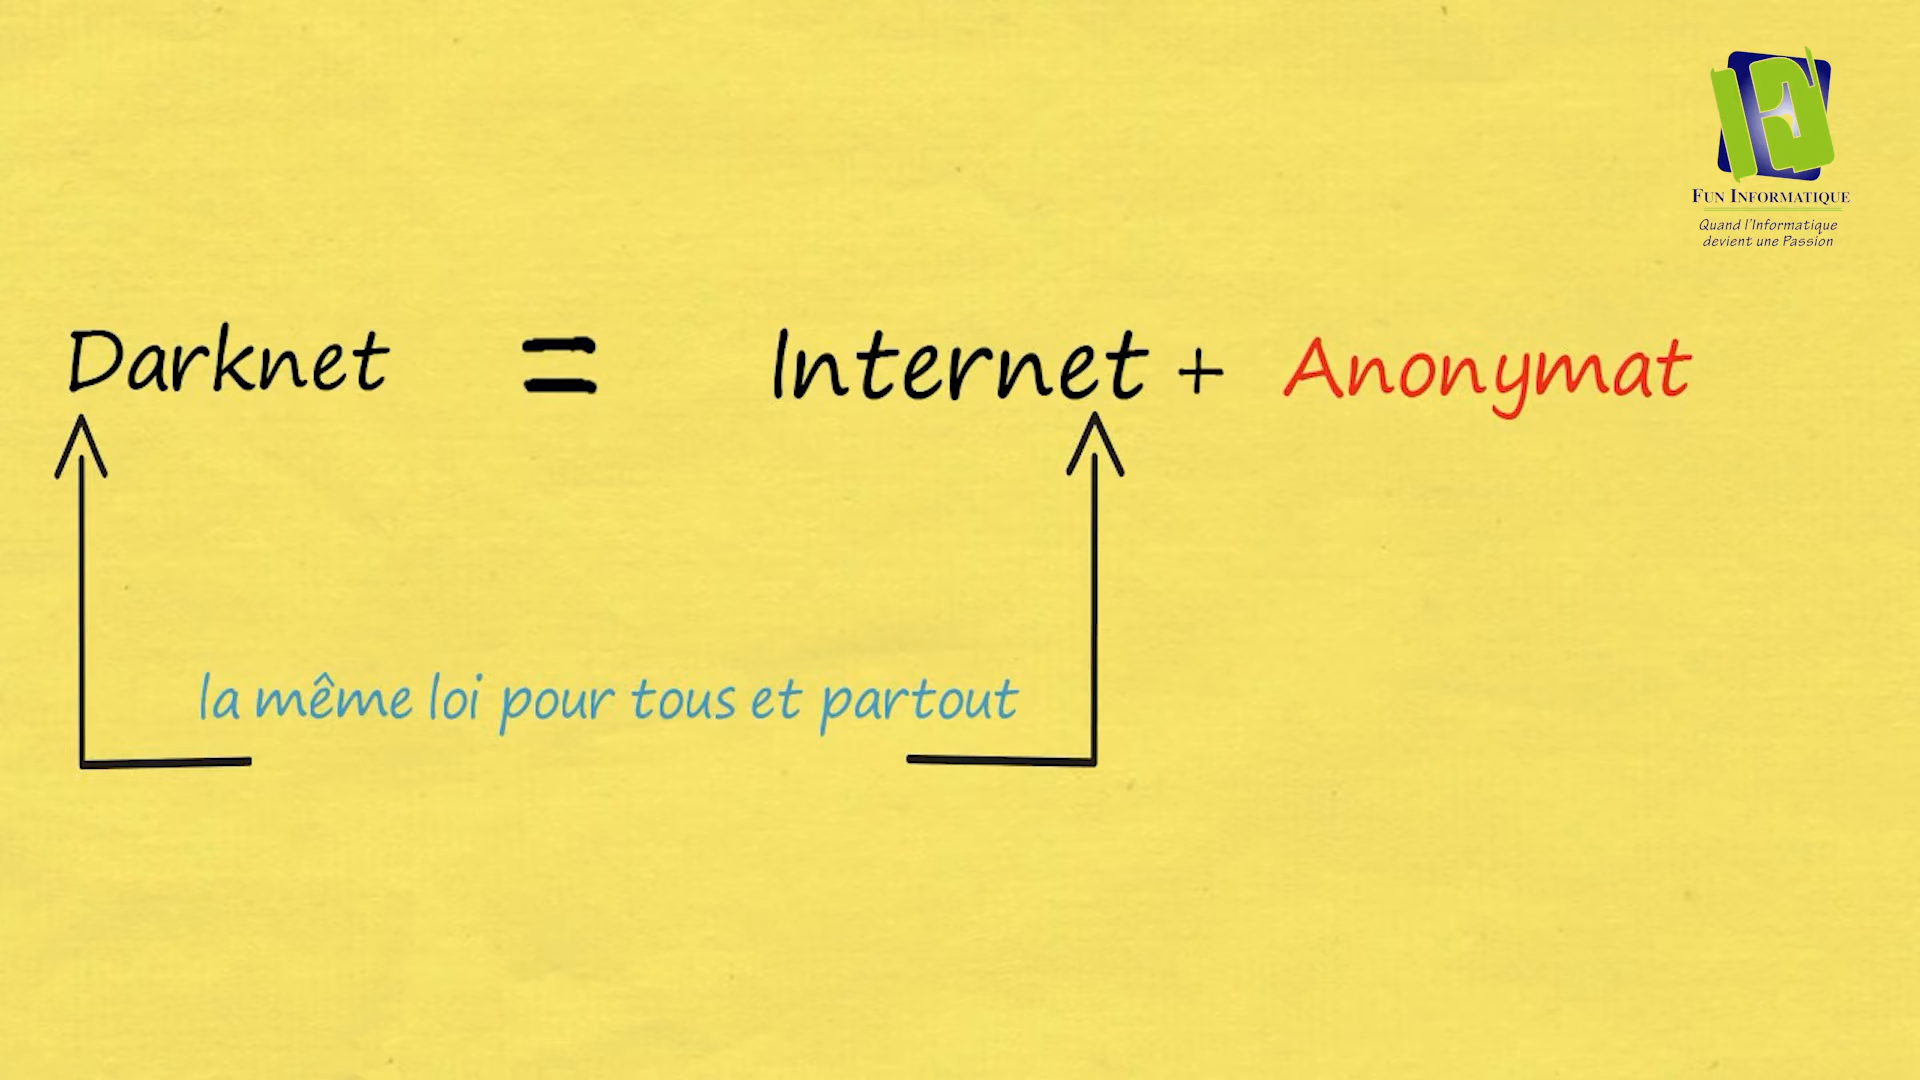 FUN INFORMATIQUE
Quand l'Informatique
devient une Passion
Darknet = Internet + Anonymat
la même loi pour tous et partout